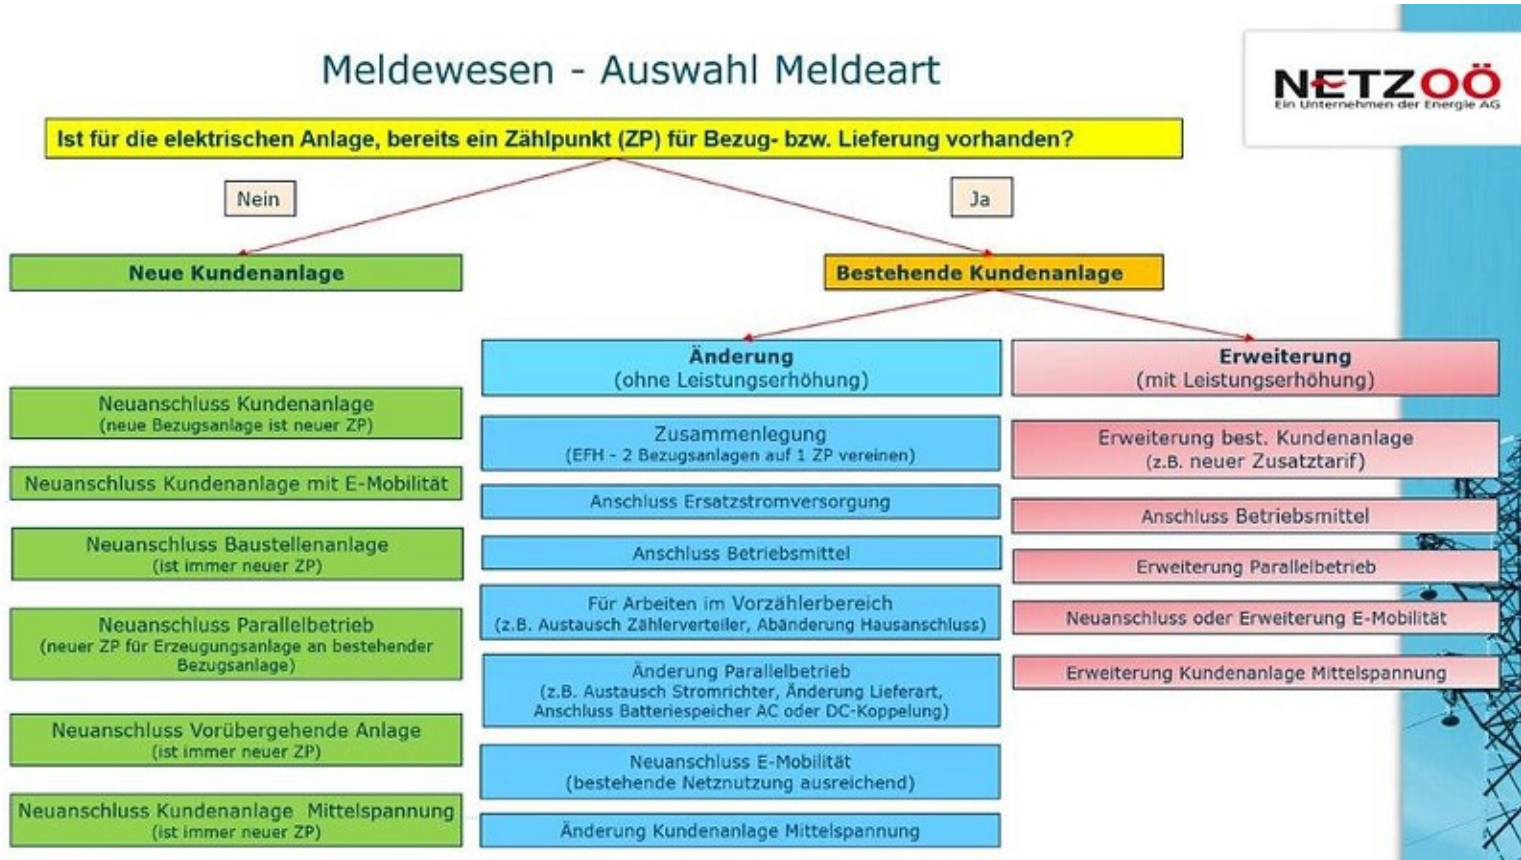 Meldewesen - Auswahl Meldeart
NETZOÖ
Ein Unternehmen der Energie AG
Ist für die elektrischen Anlage, bereits ein Zählpunkt (ZP) für Bezug- bzw. Lieferung vorhanden?
Nein
Ja
Neue Kundenanlage
Bestehende Kundenanlage
Neuanschluss Kundenanlage
(neue Bezugsanlage ist neuer ZP)
Neuanschluss Kundenanlage mit E-Mobilität
Neuanschluss Baustellenanlage
(ist immer neuer ZP)
Neuanschluss Parallelbetrieb
(neuer ZP für Erzeugungsanlage an bestehender
Bezugsanlage)
Neuanschluss Vorübergehende Anlage
(ist immer neuer ZP)
Neuanschluss Kundenanlage Mittelspannung
(ist immer neuer ZP)
Änderung
(ohne Leistungserhöhung)
Zusammenlegung
(EFH - 2 Bezugsanlagen auf 1 ZP vereinen)
Anschluss Ersatzstromversorgung
Anschluss Betriebsmittel
Für Arbeiten im Vorzählerbereich
(z.B. Austausch Zählerverteiler, Abänderung Hausanschluss)
Änderung Parallelbetrieb
(z.B. Austausch Stromrichter, Änderung Lieferart,
Anschluss Batteriespeicher AC oder DC-Koppelung)
Neuanschluss E-Mobilität
(bestehende Netznutzung ausreichend)
Änderung Kundenanlage Mittelspannung
Erweiterung
(mit Leistungserhöhung)
Erweiterung best. Kundenanlage
(z.B. neuer Zusatztarif)
Anschluss Betriebsmittel
Erweiterung Parallelbetrieb
Neuanschluss oder Erweiterung E-Mobilität
Erweiterung Kundenanlage Mittelspannung